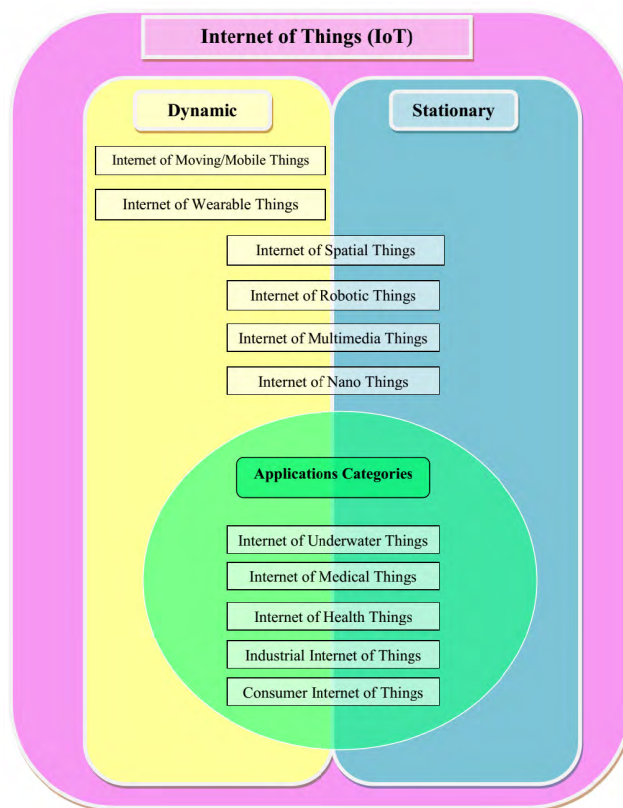 Internet of Things (IoT)
Dynamic
Stationary
Internet of Moving/Mobile Things
Internet of Wearable Things
Internet of Spatial Things
Internet of Robotic Things
Internet of Multimedia Things
Internet of Nano Things
Applications Categories
Internet of Underwater Things
Internet of Medical Things
Internet of Health Things
Industrial Internet of Things
Consumer Internet of Things